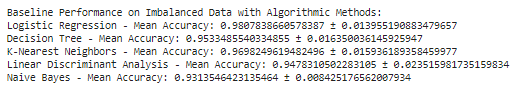 Baseline Performance on Imbalanced Data with Algorithmic Methods:
Logistic Regression - Mean Accuracy: 0.9807838660578387 ± 0.013955190883479657
Decision Tree - Mean Accuracy: 0.9533485540334855 ± 0.016350036145925947
K-Nearest Neighbors - Mean Accuracy: 0.9698249619482496 ± 0.015936189358459977
Linear Discriminant Analysis - Mean Accuracy: 0.9478310502283105 ± 0.023515981735159834
Naive Bayes - Mean Accuracy: 0.9313546423135464 ± 0.008425176562007934